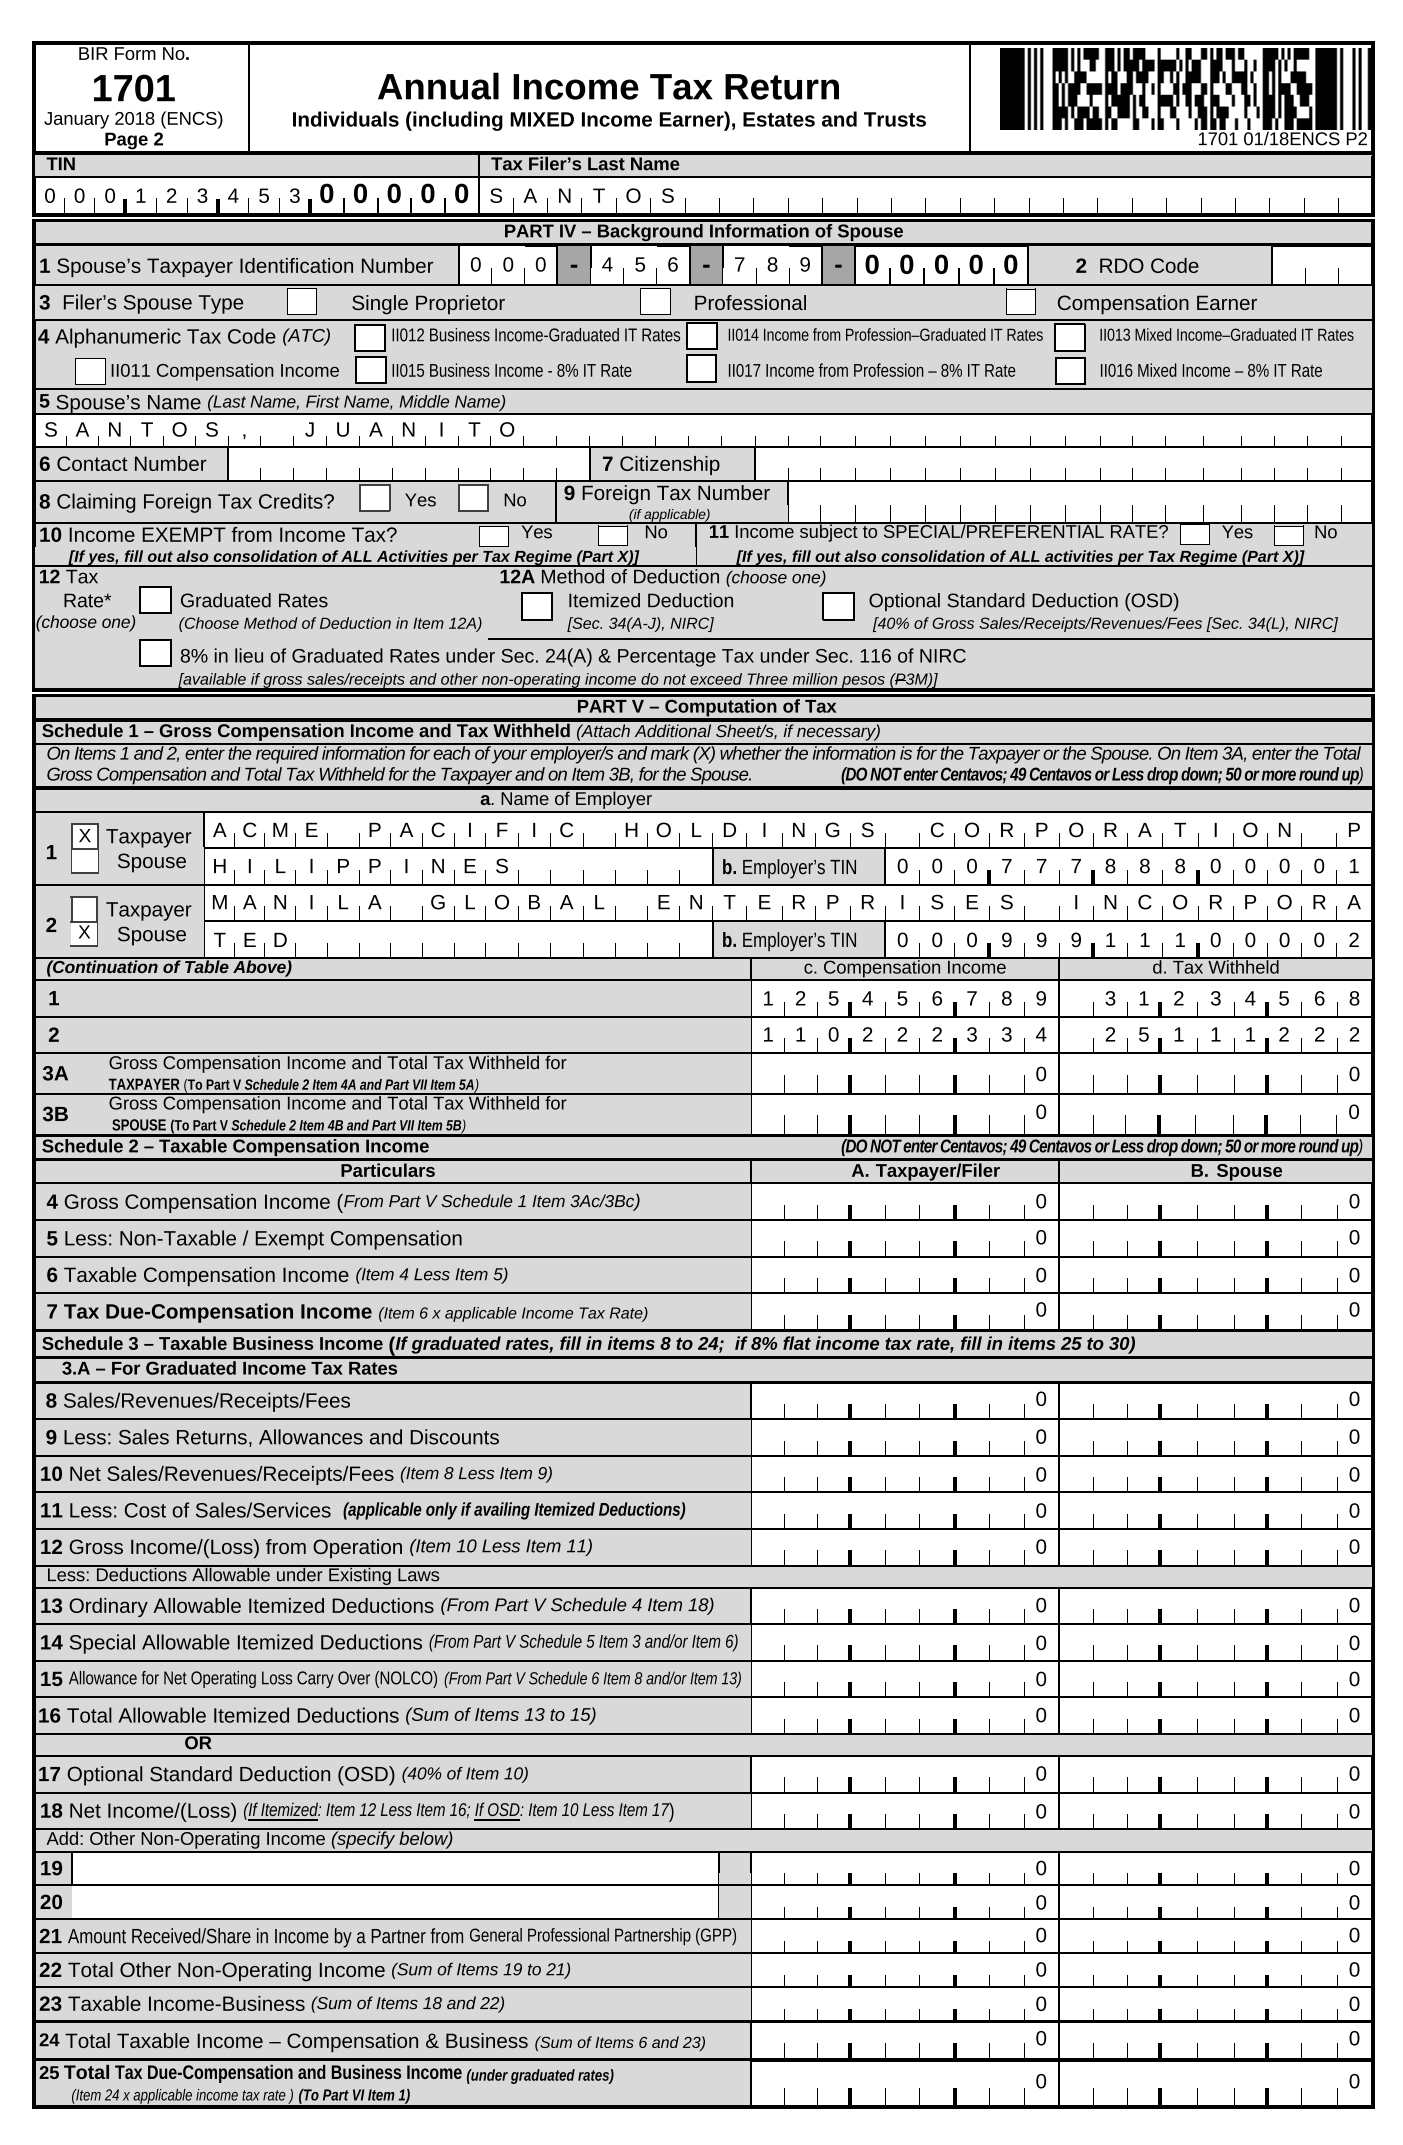 BIR Form No.
1701
January 2018 (ENCS)
Page 2
Annual Income Tax Return
Individuals (including MIXED Income Earner), Estates and Trusts
1701 01/18ENCS P2
TIN Tax Filer’s Last Name
0 0 0 1 2 3 4 5 3 0 0 0 0 0 S A N T O S
PART IV – Background Information of Spouse
1 Spouse’s Taxpayer Identification Number 0 0 0 - 4 5 6 - 7 8 9 - 0 0 0 0 0 2 RDO Code
3 Filer’s Spouse Type Single Proprietor Professional Compensation Earner
4 Alphanumeric Tax Code (ATC) II012 Business Income-Graduated IT Rates II014 Income from Profession–Graduated IT Rates II013 Mixed Income–Graduated IT Rates
II011 Compensation Income II015 Business Income - 8% IT Rate II017 Income from Profession – 8% IT Rate II016 Mixed Income – 8% IT Rate
5 Spouse’s Name (Last Name, First Name, Middle Name)
S A N T O S , J U A N I T O
6 Contact Number 7 Citizenship
8 Claiming Foreign Tax Credits? Yes No 9 Foreign Tax Number
(if applicable)
10 Income EXEMPT from Income Tax? Yes No 11 Income subject to SPECIAL/PREFERENTIAL RATE? Yes No
[If yes, fill out also consolidation of ALL Activities per Tax Regime (Part X)] [If yes, fill out also consolidation of ALL activities per Tax Regime (Part X)]
12 Tax 12A Method of Deduction (choose one)
Rate* Graduated Rates Itemized Deduction Optional Standard Deduction (OSD)
(choose one) (Choose Method of Deduction in Item 12A) [Sec. 34(A-J), NIRC] [40% of Gross Sales/Receipts/Revenues/Fees [Sec. 34(L), NIRC]
8% in lieu of Graduated Rates under Sec. 24(A) & Percentage Tax under Sec. 116 of NIRC
[available if gross sales/receipts and other non-operating income do not exceed Three million pesos (₱3M)]
PART V – Computation of Tax
Schedule 1 – Gross Compensation Income and Tax Withheld (Attach Additional Sheet/s, if necessary)
On Items 1 and 2, enter the required information for each of your employer/s and mark (X) whether the information is for the Taxpayer or the Spouse. On Item 3A, enter the Total
Gross Compensation and Total Tax Withheld for the Taxpayer and on Item 3B, for the Spouse. (DO NOT enter Centavos; 49 Centavos or Less drop down; 50 or more round up)
a. Name of Employer
1 X Taxpayer A C M E P A C I F I C H O L D I N G S C O R P O R A T I O N P
Spouse H I L I P P I N E S b. Employer’s TIN 0 0 0 7 7 7 8 8 8 0 0 0 0 1
2 Taxpayer M A N I L A G L O B A L E N T E R P R I S E S I N C O R P O R A
X Spouse T E D b. Employer’s TIN 0 0 0 9 9 9 1 1 1 0 0 0 0 2
(Continuation of Table Above) c. Compensation Income d. Tax Withheld
1 1 2 5 4 5 6 7 8 9 3 1 2 3 4 5 6 8
2 1 1 0 2 2 2 3 3 4 2 5 1 1 1 2 2 2
3A Gross Compensation Income and Total Tax Withheld for 0 0
TAXPAYER (To Part V Schedule 2 Item 4A and Part VII Item 5A)
3B Gross Compensation Income and Total Tax Withheld for 0 0
SPOUSE (To Part V Schedule 2 Item 4B and Part VII Item 5B)
Schedule 2 – Taxable Compensation Income (DO NOT enter Centavos; 49 Centavos or Less drop down; 50 or more round up)
Particulars A. Taxpayer/Filer B. Spouse
4 Gross Compensation Income (From Part V Schedule 1 Item 3Ac/3Bc) 0 0
5 Less: Non-Taxable / Exempt Compensation 0 0
6 Taxable Compensation Income (Item 4 Less Item 5) 0 0
7 Tax Due-Compensation Income (Item 6 x applicable Income Tax Rate) 0 0
Schedule 3 – Taxable Business Income (If graduated rates, fill in items 8 to 24; if 8% flat income tax rate, fill in items 25 to 30)
3.A – For Graduated Income Tax Rates
8 Sales/Revenues/Receipts/Fees 0 0
9 Less: Sales Returns, Allowances and Discounts 0 0
10 Net Sales/Revenues/Receipts/Fees (Item 8 Less Item 9) 0 0
11 Less: Cost of Sales/Services (applicable only if availing Itemized Deductions) 0 0
12 Gross Income/(Loss) from Operation (Item 10 Less Item 11) 0 0
Less: Deductions Allowable under Existing Laws
13 Ordinary Allowable Itemized Deductions (From Part V Schedule 4 Item 18) 0 0
14 Special Allowable Itemized Deductions (From Part V Schedule 5 Item 3 and/or Item 6) 0 0
15 Allowance for Net Operating Loss Carry Over (NOLCO) (From Part V Schedule 6 Item 8 and/or Item 13) 0 0
16 Total Allowable Itemized Deductions (Sum of Items 13 to 15) 0 0
OR
17 Optional Standard Deduction (OSD) (40% of Item 10) 0 0
18 Net Income/(Loss) (If Itemized: Item 12 Less Item 16; If OSD: Item 10 Less Item 17) 0 0
Add: Other Non-Operating Income (specify below)
19 0 0
20 0 0
21 Amount Received/Share in Income by a Partner from General Professional Partnership (GPP) 0 0
22 Total Other Non-Operating Income (Sum of Items 19 to 21) 0 0
23 Taxable Income-Business (Sum of Items 18 and 22) 0 0
24 Total Taxable Income – Compensation & Business (Sum of Items 6 and 23) 0 0
25 Total Tax Due-Compensation and Business Income (under graduated rates) 0 0
(Item 24 x applicable income tax rate ) (To Part VI Item 1)